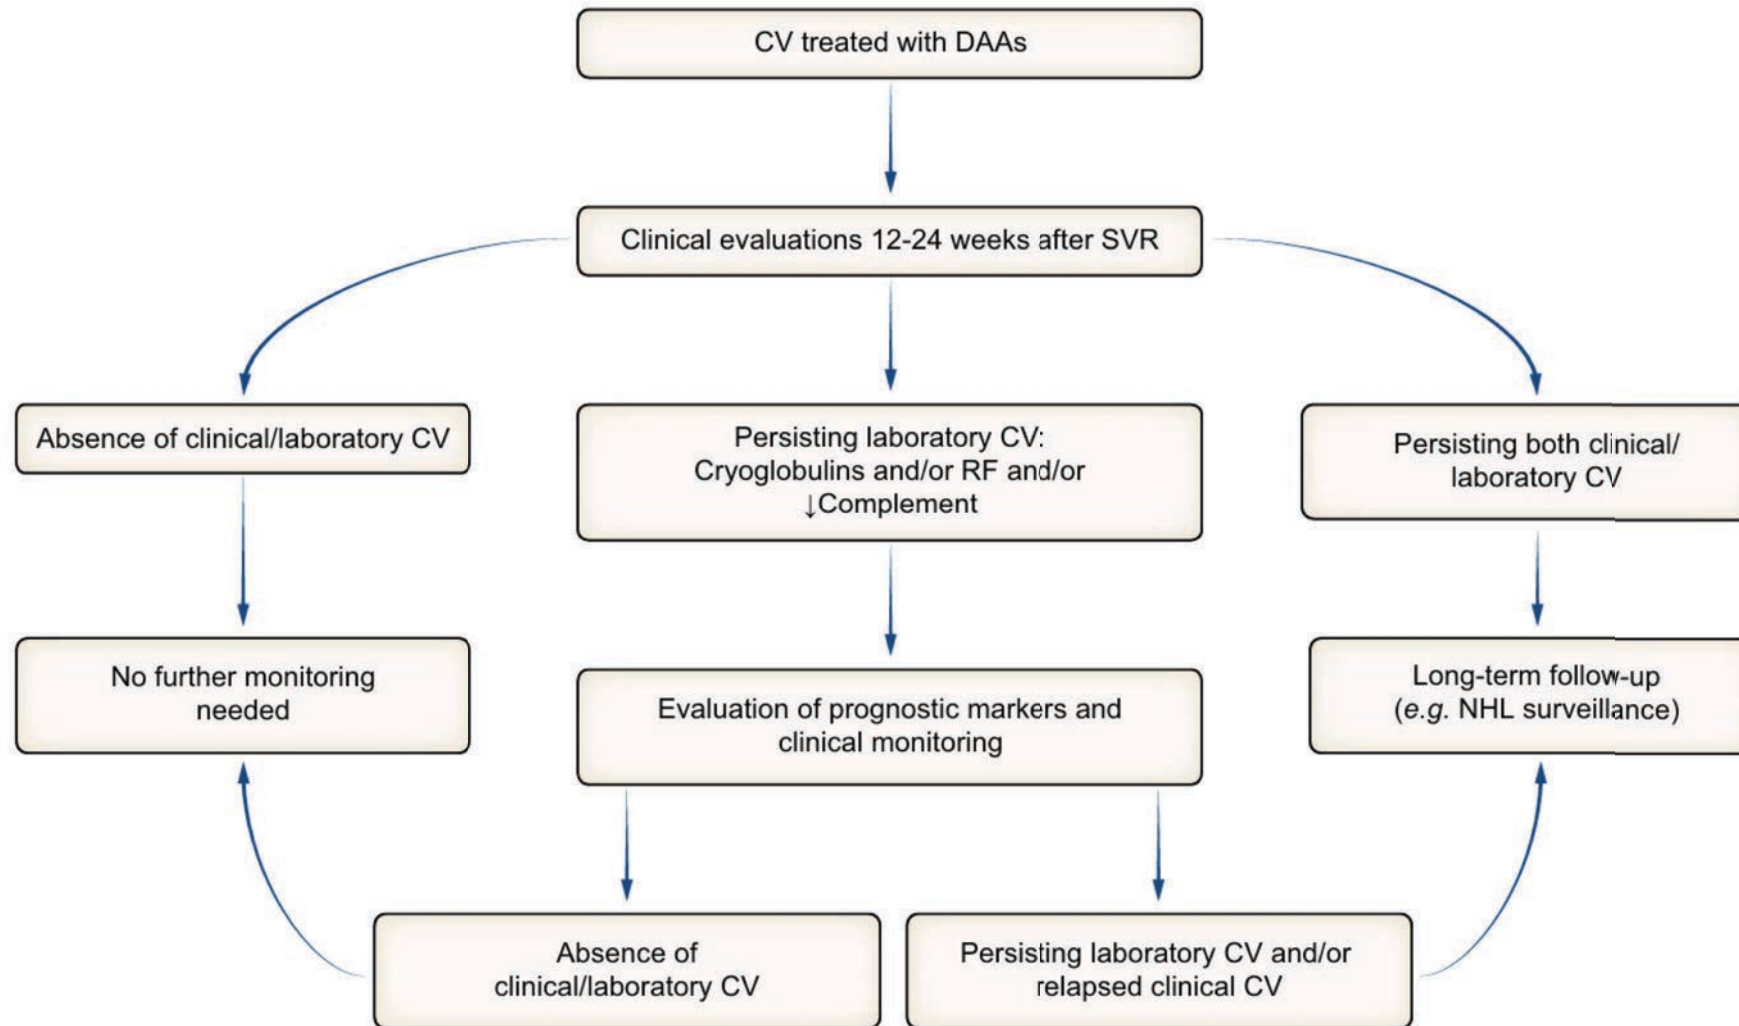 CV treated with DAAs
Clinical evaluations 12-24 weeks after SVR
Absence of clinical/laboratory CV
Persisting laboratory CV:
Cryoglobulins and/or RF and/or
↓Complement
Persisting both clinical/
laboratory CV
No further monitoring
needed
Evaluation of prognostic markers and
clinical monitoring
Long-term follow-up
(e.g. NHL surveillance)
Absence of
clinical/laboratory CV
Persisting laboratory CV and/or
relapsed clinical CV